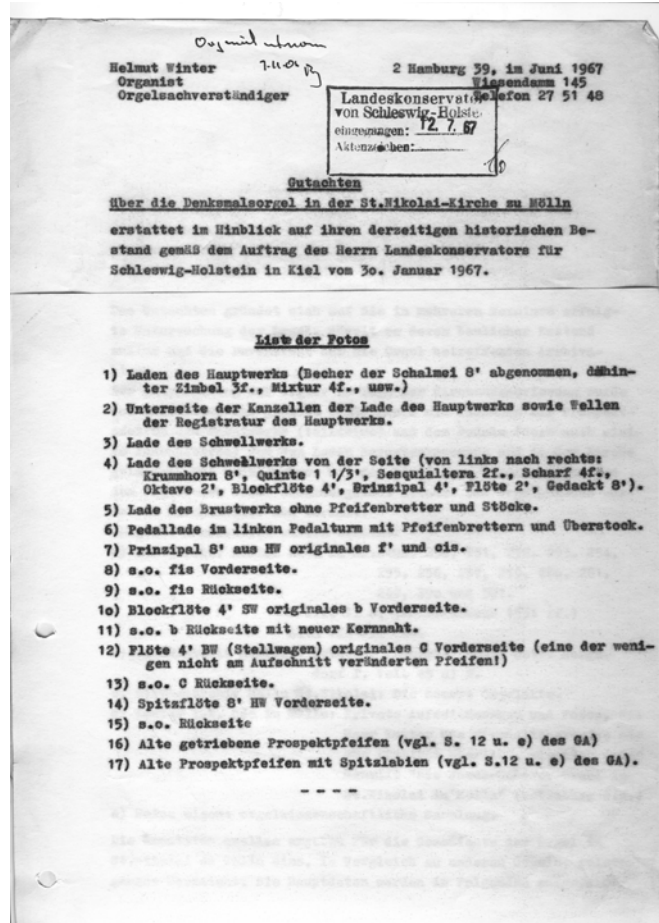 7.11.01
Helmut Winter
2 Hamburg 39, im Juni 1967
Organist
Wiesendamm 145
Orgelsachverständiger
Telefon 27 51 48
Landeskonservator
von Schleswig-Holste
eingegangen: 12. 7. 67
Aktenzeichen:
Gutachten
über die Denkmalsorgel in der St.Nikolai-Kirche zu Mölln
erstattet im Hinblick auf ihren derzeitigen historischen Be-
stand gemäß dem Auftrag des Herrn Landeskonservators für
Schleswig-Holstein in Kiel vom 3o. Januar 1967.
Liste der Fotos
1) Laden des Hauptwerks (Becher der Schalmei 8' abgenommen, dahin-
ter Zimbel 3f., Mixtur 4f., usw.)
2) Unterseite der Kanzellen der Lade des Hauptwerks sowie Wellen
der Registratur des Hauptwerks.
3) Lade des Schwellwerks.
4) Lade des Schwellwerks von der Seite (von links nach rechts:
Krummhorn 8', Quinte 1 1/3', Sesquialtera 2f., Scharf 4f.,
Oktave 2', Blockflöte 4', Prinzipal 4', Flöte 2', Gedackt 8').
5) Lade des Brustwerks ohne Pfeifenbretter und Stöcke.
6) Pedallade im linken Pedalturm mit Pfeifenbrettern und Überstock.
7) Prinzipal 8' aus HW originales f' und cis.
8) s.o. fis Vorderseite.
9) s.o. fis Rückseite.
1o) Blockflöte 4' SW originales b Vorderseite.
11) s.o. b Rückseite mit neuer Kernnaht.
12) Flöte 4' BW (Stellwagen) originales C Vorderseite (eine der weni-
gen nicht am Aufschnitt veränderten Pfeifen!)
13) s.o. C Rückseite.
14) Spitzflöte 8' HW Vorderseite.
15) s.o. Rückseite
16) Alte getriebene Prospektpfeifen (vgl. S. 12 u. e) des GA)
17) Alte Prospektpfeifen mit Spitzlabien (vgl. S.12 u. e) des GA).
- - - -